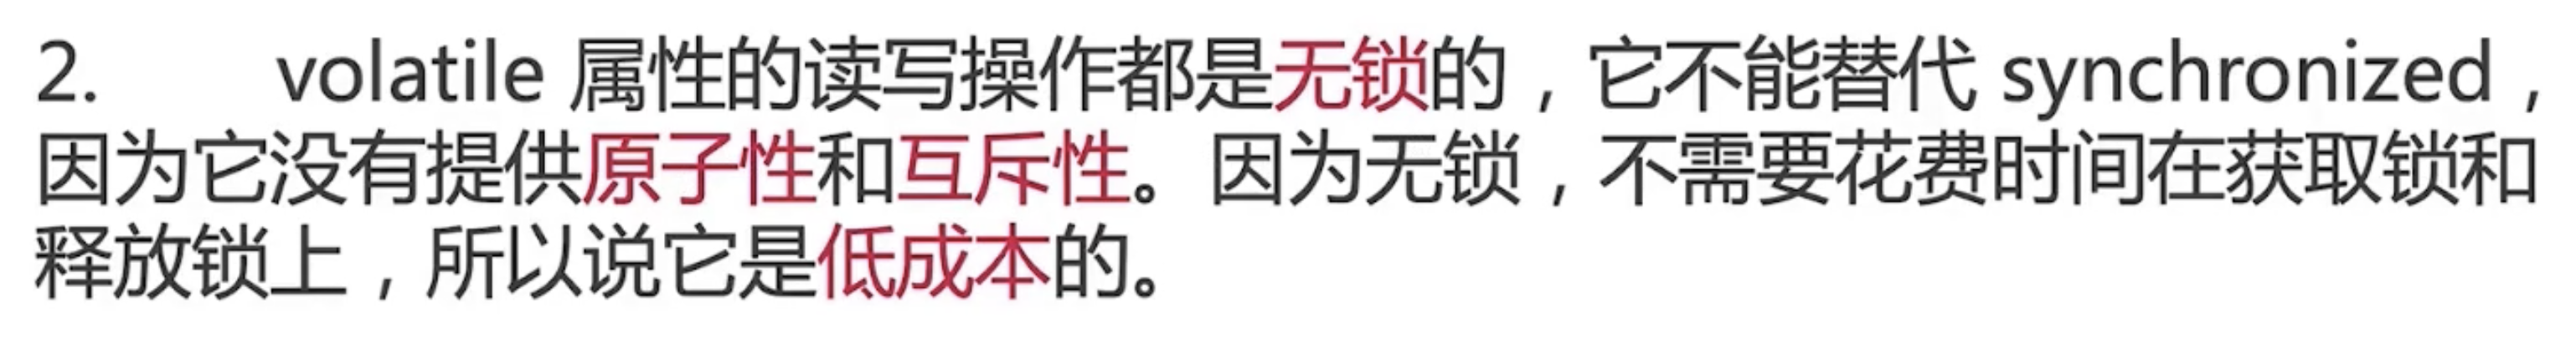 2. volatile 属性的读写操作都是无锁的，它不能替代 synchronized，
因为它没有提供原子性和互斥性。因为无锁，不需要花费时间在获取锁和
释放锁上，所以说它是低成本的。